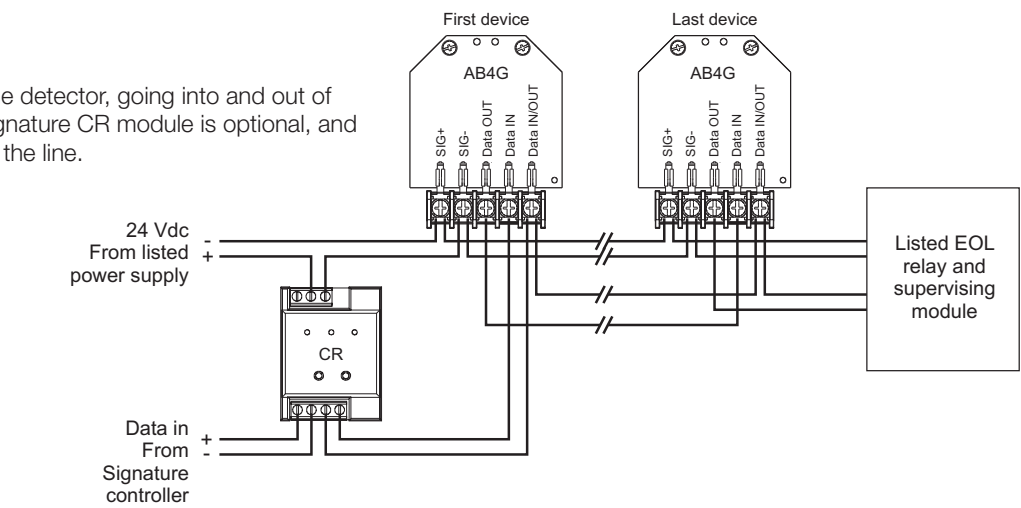 First device
Last device
e detector, going into and out of
gnature CR module is optional, and
the line.
AB4G
SIG+
SIG-
Data OUT
Data IN
Data IN/OUT
AB4G
SIG+
SIG-
Data OUT
Data IN
Data IN/OUT
24 Vdc -
From listed +
power supply
Listed EOL
relay and
supervising
module
CR
Data in +
From -
Signature
controller